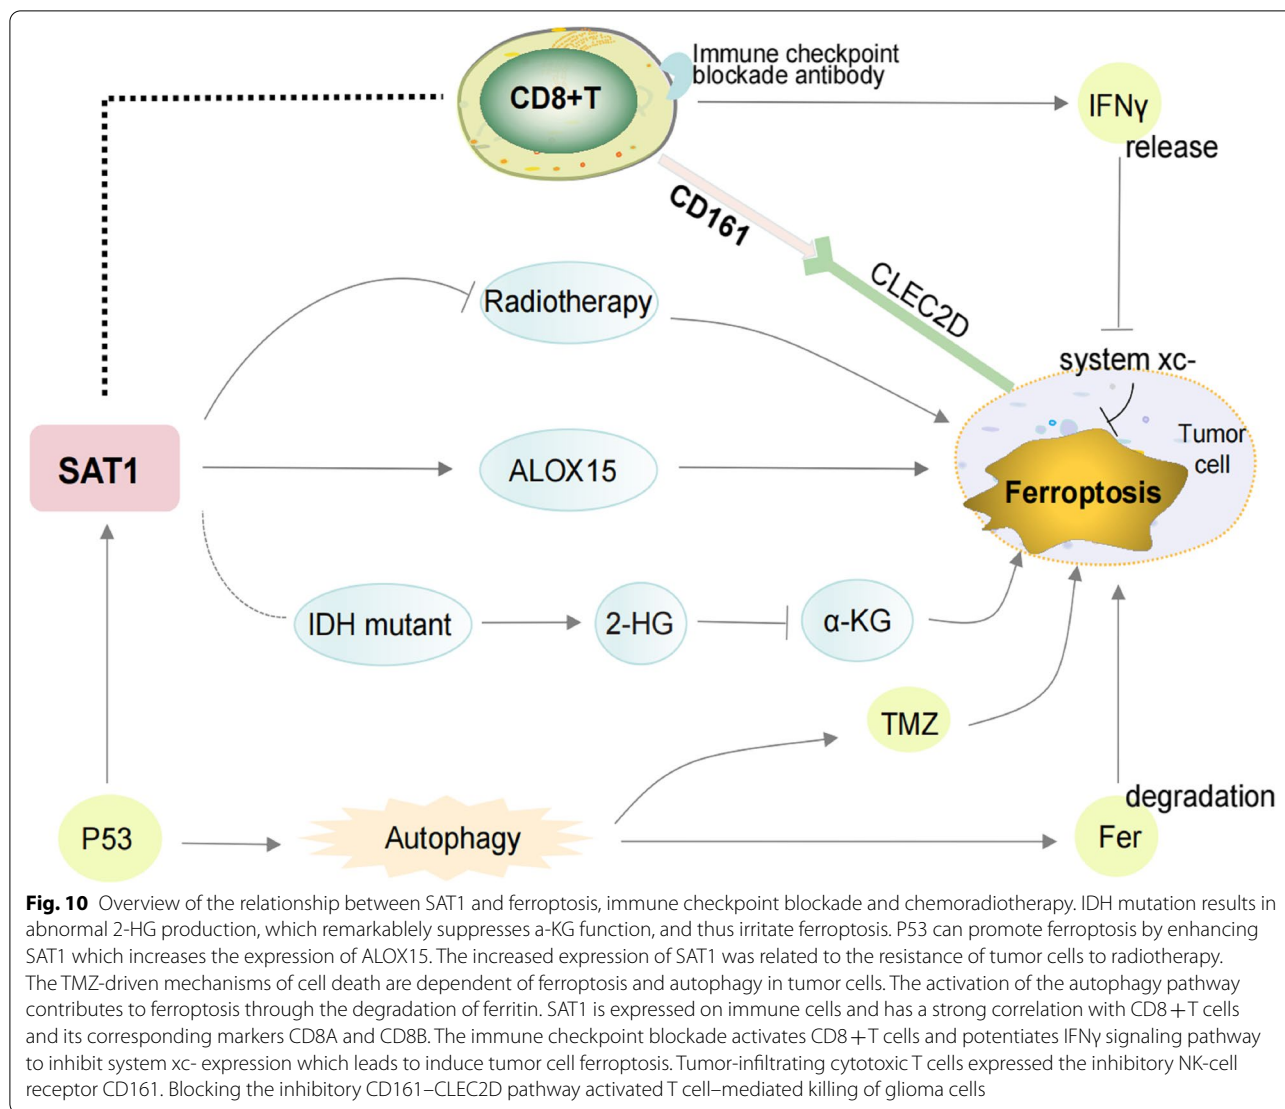 Immune checkpoint
blockade antibody
CD8+T
IFNγ
release
CD161
CLEC2D
Radiotherapy
system xc-
Tumor
cell
SAT1
ALOX15
Ferroptosis
IDH mutant
2-HG
α-KG
TMZ
degradation
P53
Autophagy
Fer
Fig. 10 Overview of the relationship between SAT1 and ferroptosis, immune checkpoint blockade and chemoradiotherapy. IDH mutation results in
abnormal 2-HG production, which remarkablely suppresses a-KG function, and thus irritate ferroptosis. P53 can promote ferroptosis by enhancing
SAT1 which increases the expression of ALOX15. The increased expression of SAT1 was related to the resistance of tumor cells to radiotherapy.
The TMZ-driven mechanisms of cell death are dependent of ferroptosis and autophagy in tumor cells. The activation of the autophagy pathway
contributes to ferroptosis through the degradation of ferritin. SAT1 is expressed on immune cells and has a strong correlation with CD8+T cells
and its corresponding markers CD8A and CD8B. The immune checkpoint blockade activates CD8+T cells and potentiates IFNγ signaling pathway
to inhibit system xc- expression which leads to induce tumor cell ferroptosis. Tumor-infiltrating cytotoxic T cells expressed the inhibitory NK-cell
receptor CD161. Blocking the inhibitory CD161–CLEC2D pathway activated T cell–mediated killing of glioma cells